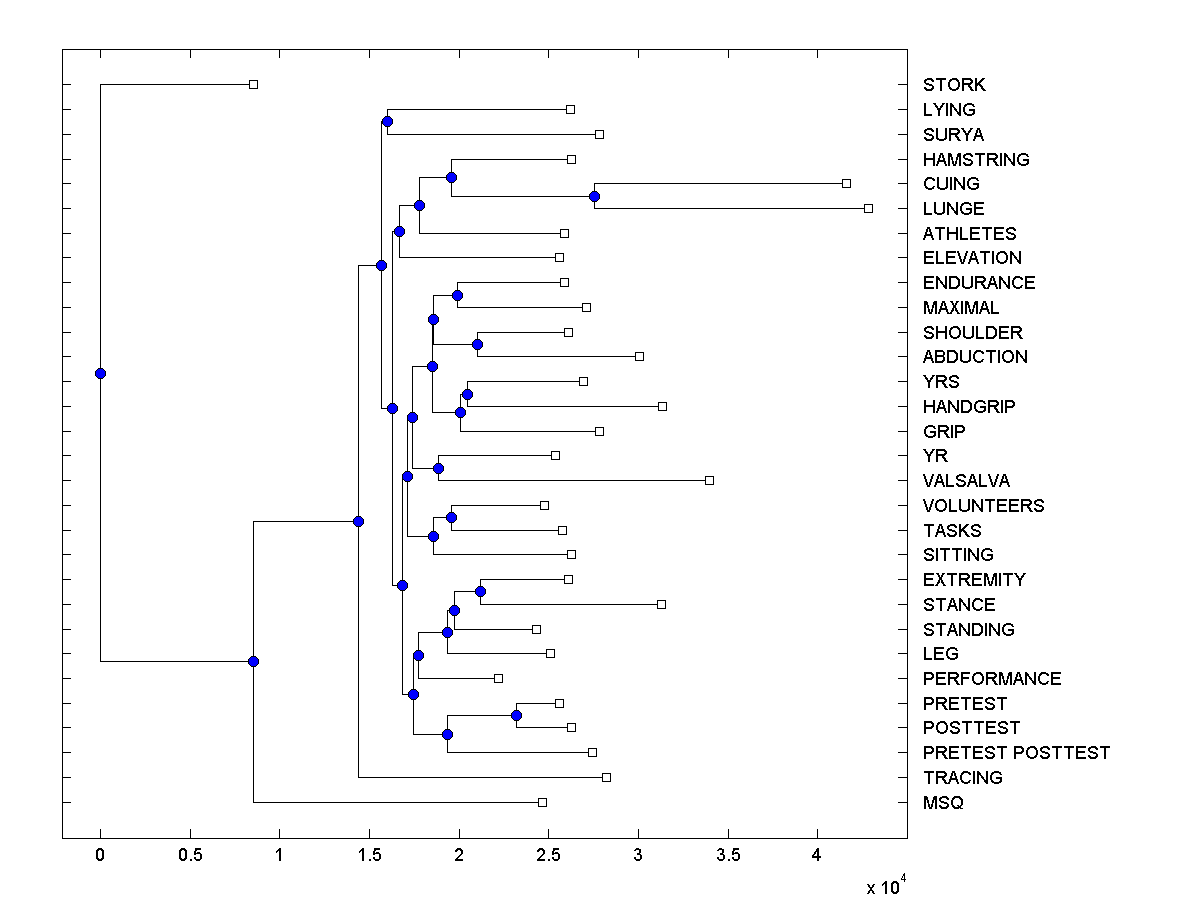 STORK
LYING
SURYA
HAMSTRING
CUING
LUNGE
ATHLETES
ELEVATION
ENDURANCE
MAXIMAL
SHOULDER
ABDUCTION
YRS
HANDGRIP
GRIP
YR
VALSALVA
VOLUNTEERS
TASKS
SITTING
EXTREMITY
STANCE
STANDING
LEG
PERFORMANCE
PRETEST
POSTTEST
PRETEST POSTTEST
TRACING
MSQ
0 0.5 1 1.5 2 2.5 3 3.5 4
x 10^4